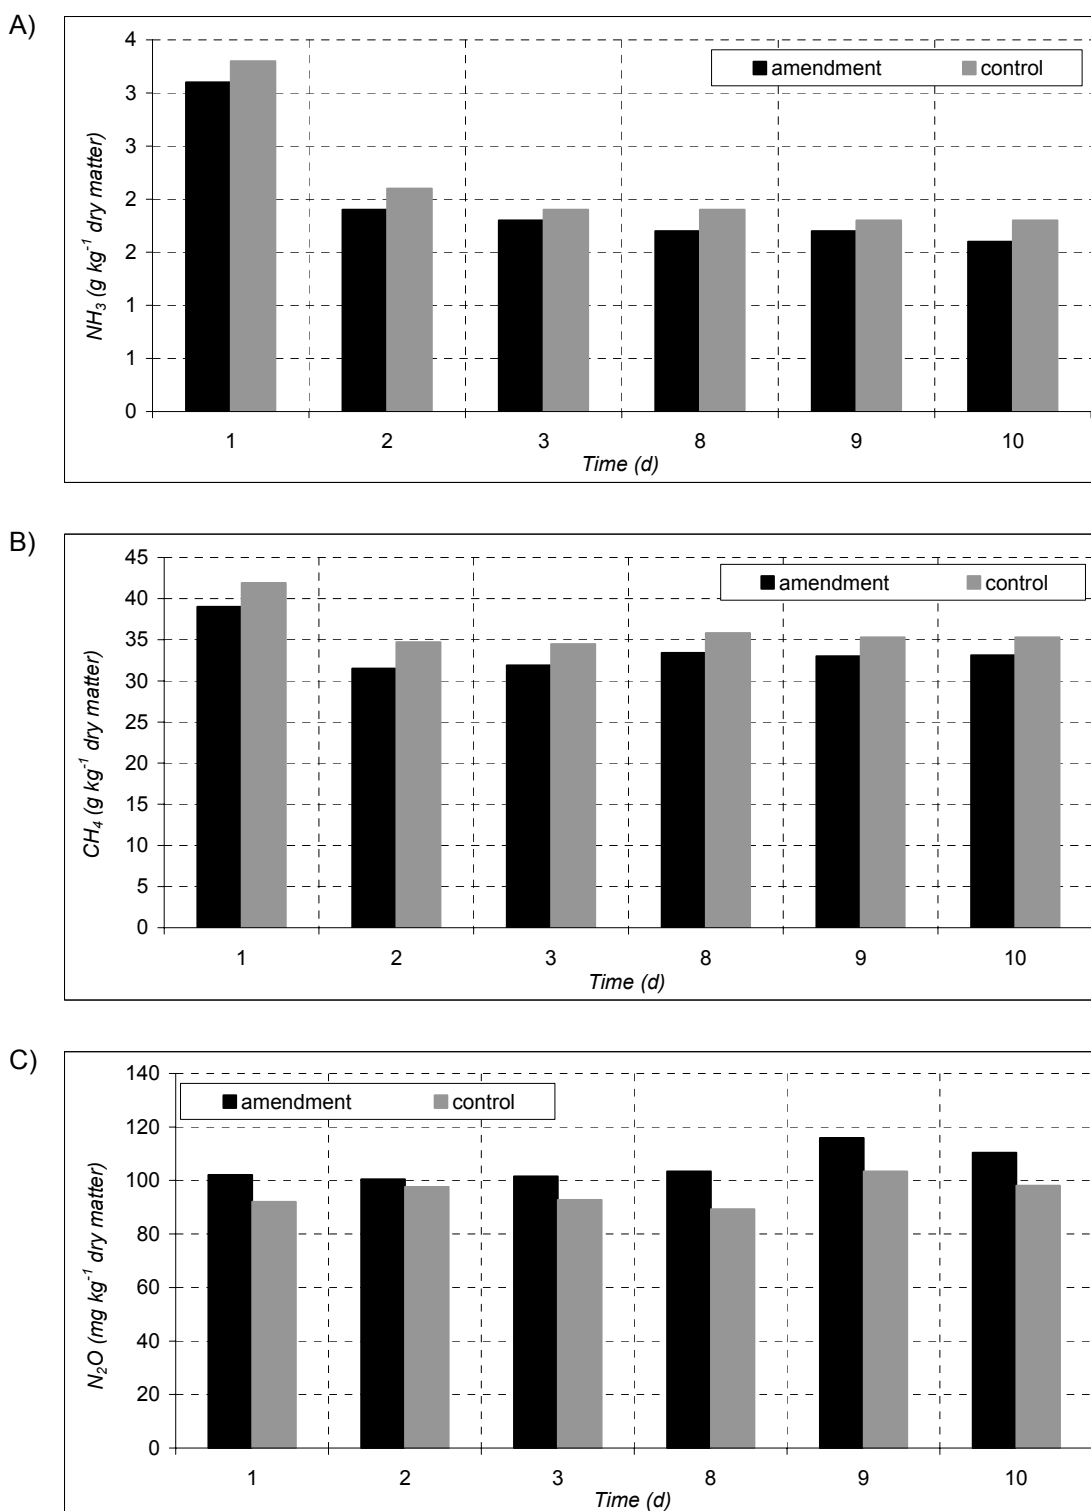 A)
4
3
3
2
2
1
1
0
NH₃ (g kg⁻¹ dry matter)
amendment control
1 2 3 8 9 10
Time (d)
B)
45
40
35
30
25
20
15
10
5
0
CH₄ (g kg⁻¹ dry matter)
amendment control
1 2 3 8 9 10
Time (d)
C)
140
120
100
80
60
40
20
0
N₂O (mg kg⁻¹ dry matter)
amendment control
1 2 3 8 9 10
Time (d)